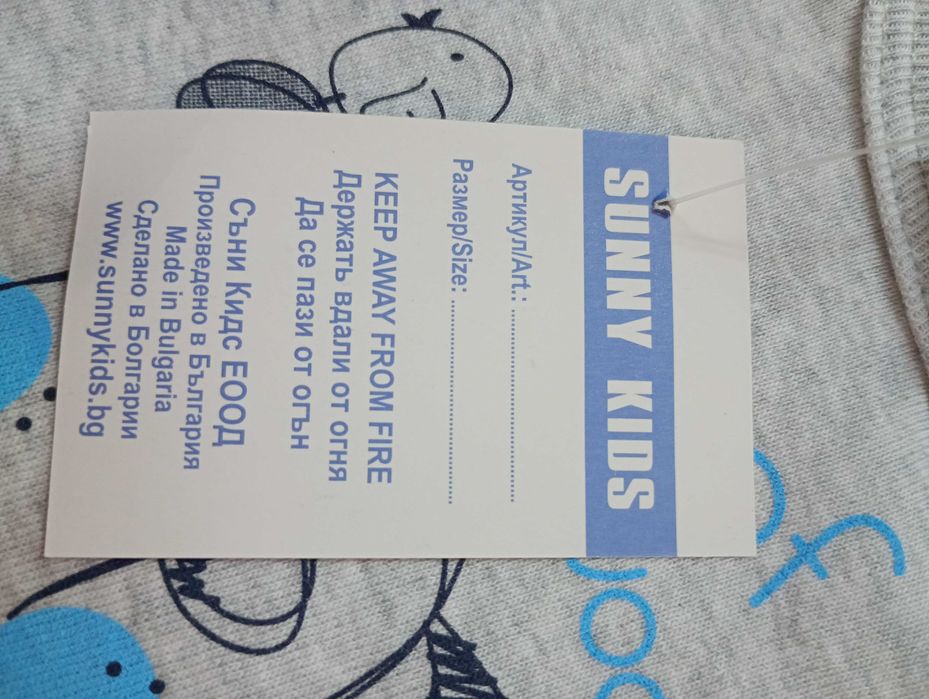 SUNNY KIDS
Артикул/Art.: ..............................
Размер/Size: ..............................
KEEP AWAY FROM FIRE
Держать вдали от огня
Да се пази от огън
Съни Кидс ЕООД
Произведено в България
Made in Bulgaria
Сделано в Болгарии
www.sunnykids.bg
of